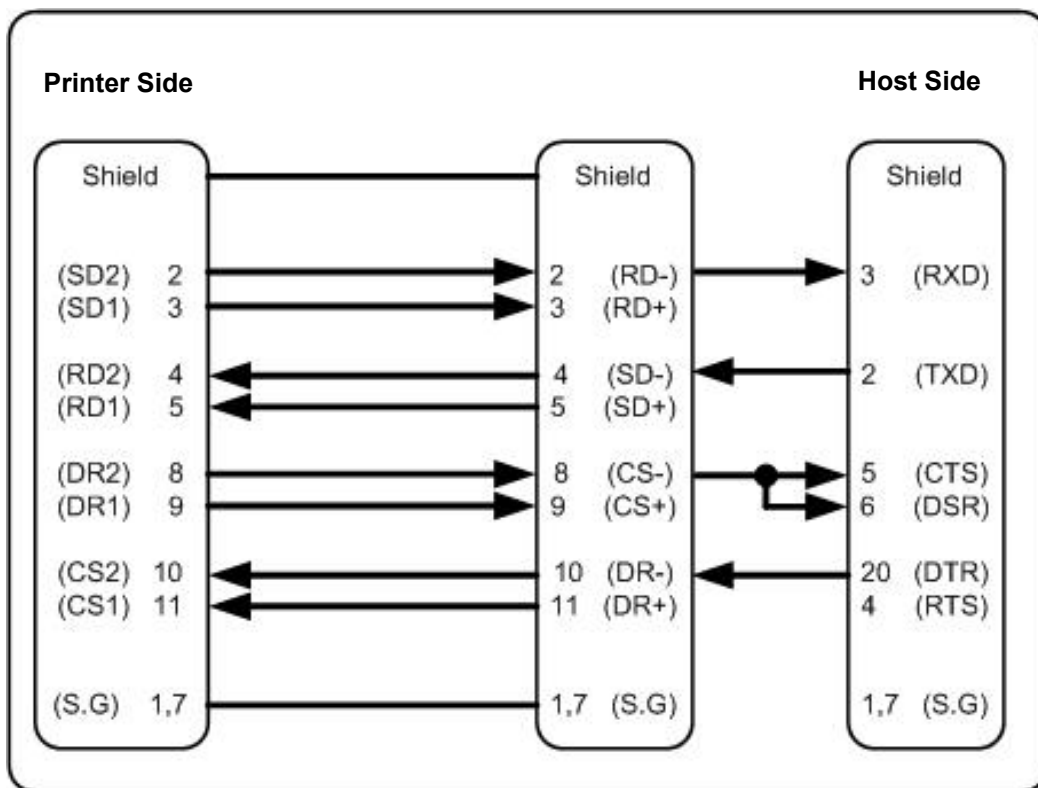 Printer Side Host Side
Shield Shield Shield
(SD2) 2 2 (RD-) 3 (RXD)
(SD1) 3 3 (RD+)
(RD2) 4 4 (SD-) 2 (TXD)
(RD1) 5 5 (SD+)
(DR2) 8 8 (CS-) 5 (CTS)
(DR1) 9 9 (CS+) 6 (DSR)
(CS2) 10 10 (DR-) 20 (DTR)
(CS1) 11 11 (DR+) 4 (RTS)
(S.G) 1,7 1,7 (S.G) 1,7 (S.G)